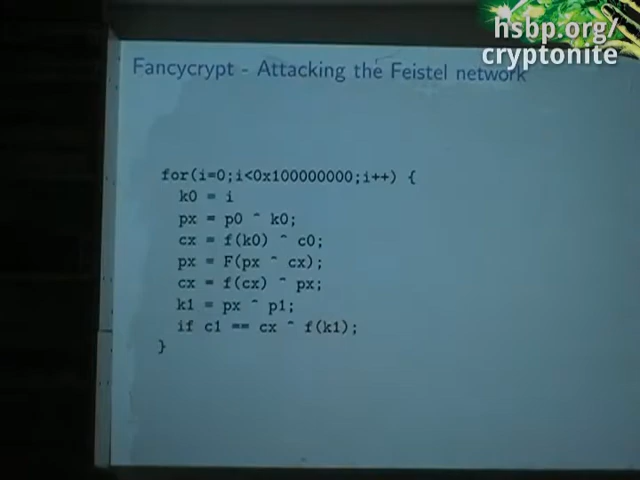 hsbp.org/
cryptonite
Fancycrypt - Attacking the Feistel network
for(i=0;i<0x100000000;i++) {
k0 = i
px = p0 ^ k0;
cx = f(k0) ^ c0;
px = F(px ^ cx);
cx = f(cx) ^ px;
k1 = px ^ p1;
if c1 == cx ^ f(k1);
}